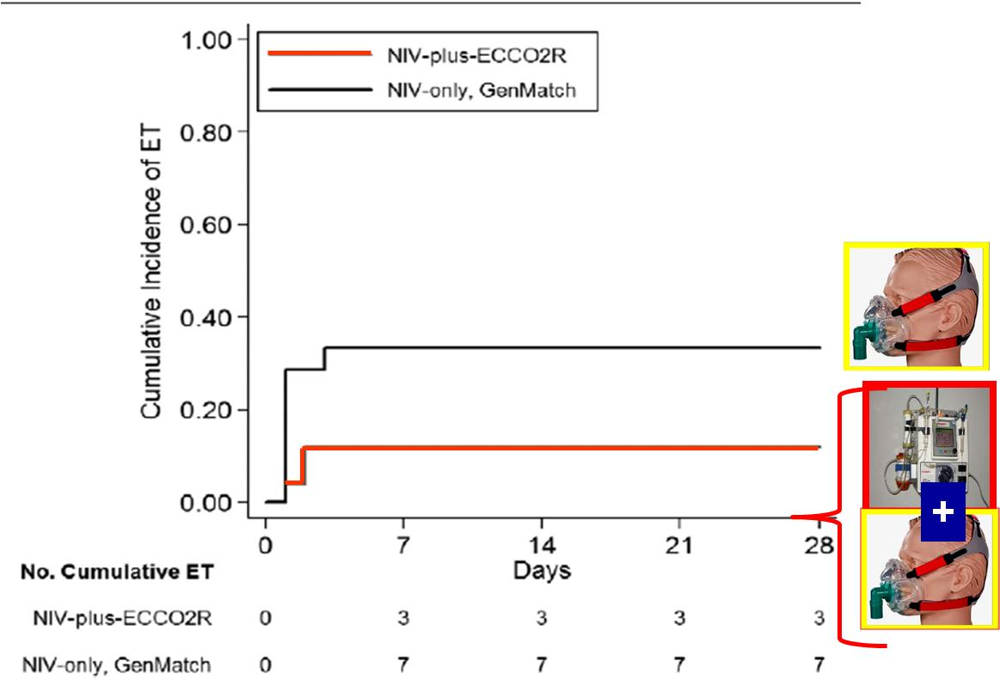 1.00
NIV-plus-ECCO2R
NIV-only, GenMatch
0.80
0.60
0.40
0.20
0.00
Cumulative Incidence of ET
0 7 14 21 28
Days
No. Cumulative ET
NIV-plus-ECCO2R 0 3 3 3 3
NIV-only, GenMatch 0 7 7 7 7
+